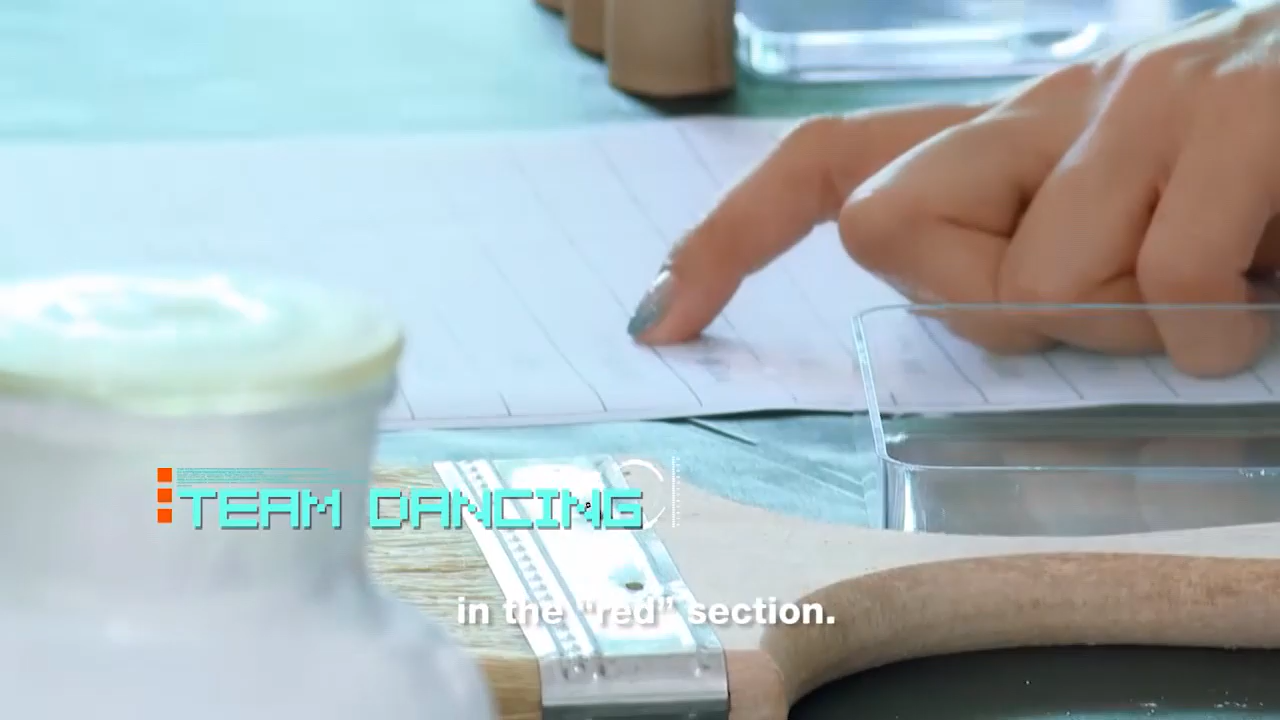 TEAM DANCING
in the “red” section.